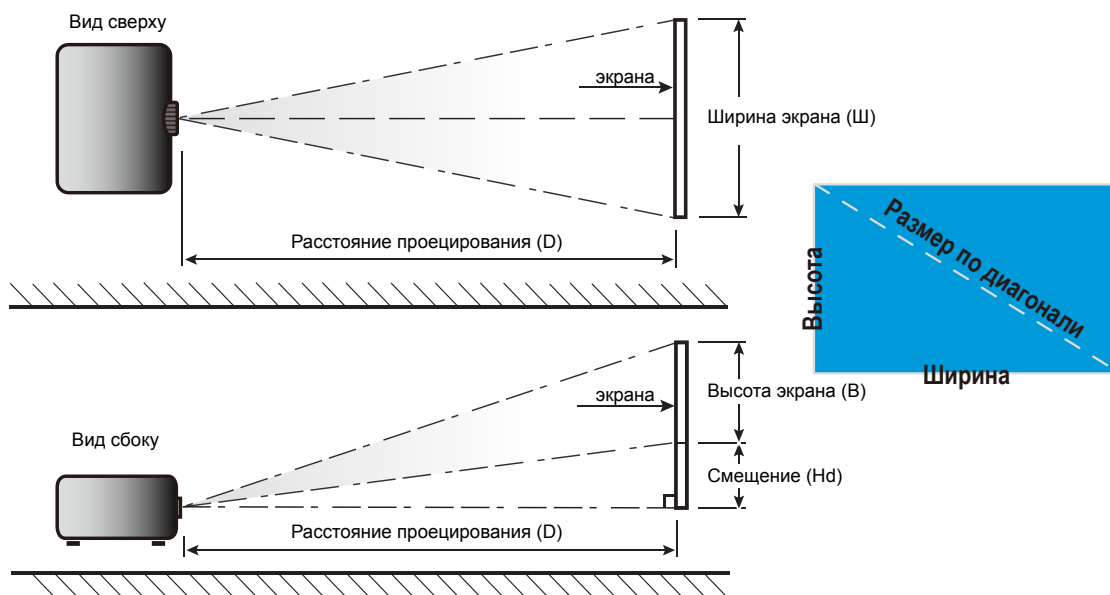 Вид сверху
экрана
Ширина экрана (Ш)
Расстояние проецирования (D)
Размер по диагонали
Высота
Ширина
экрана
Высота экрана (В)
Вид сбоку
Смещение (Hd)
Расстояние проецирования (D)